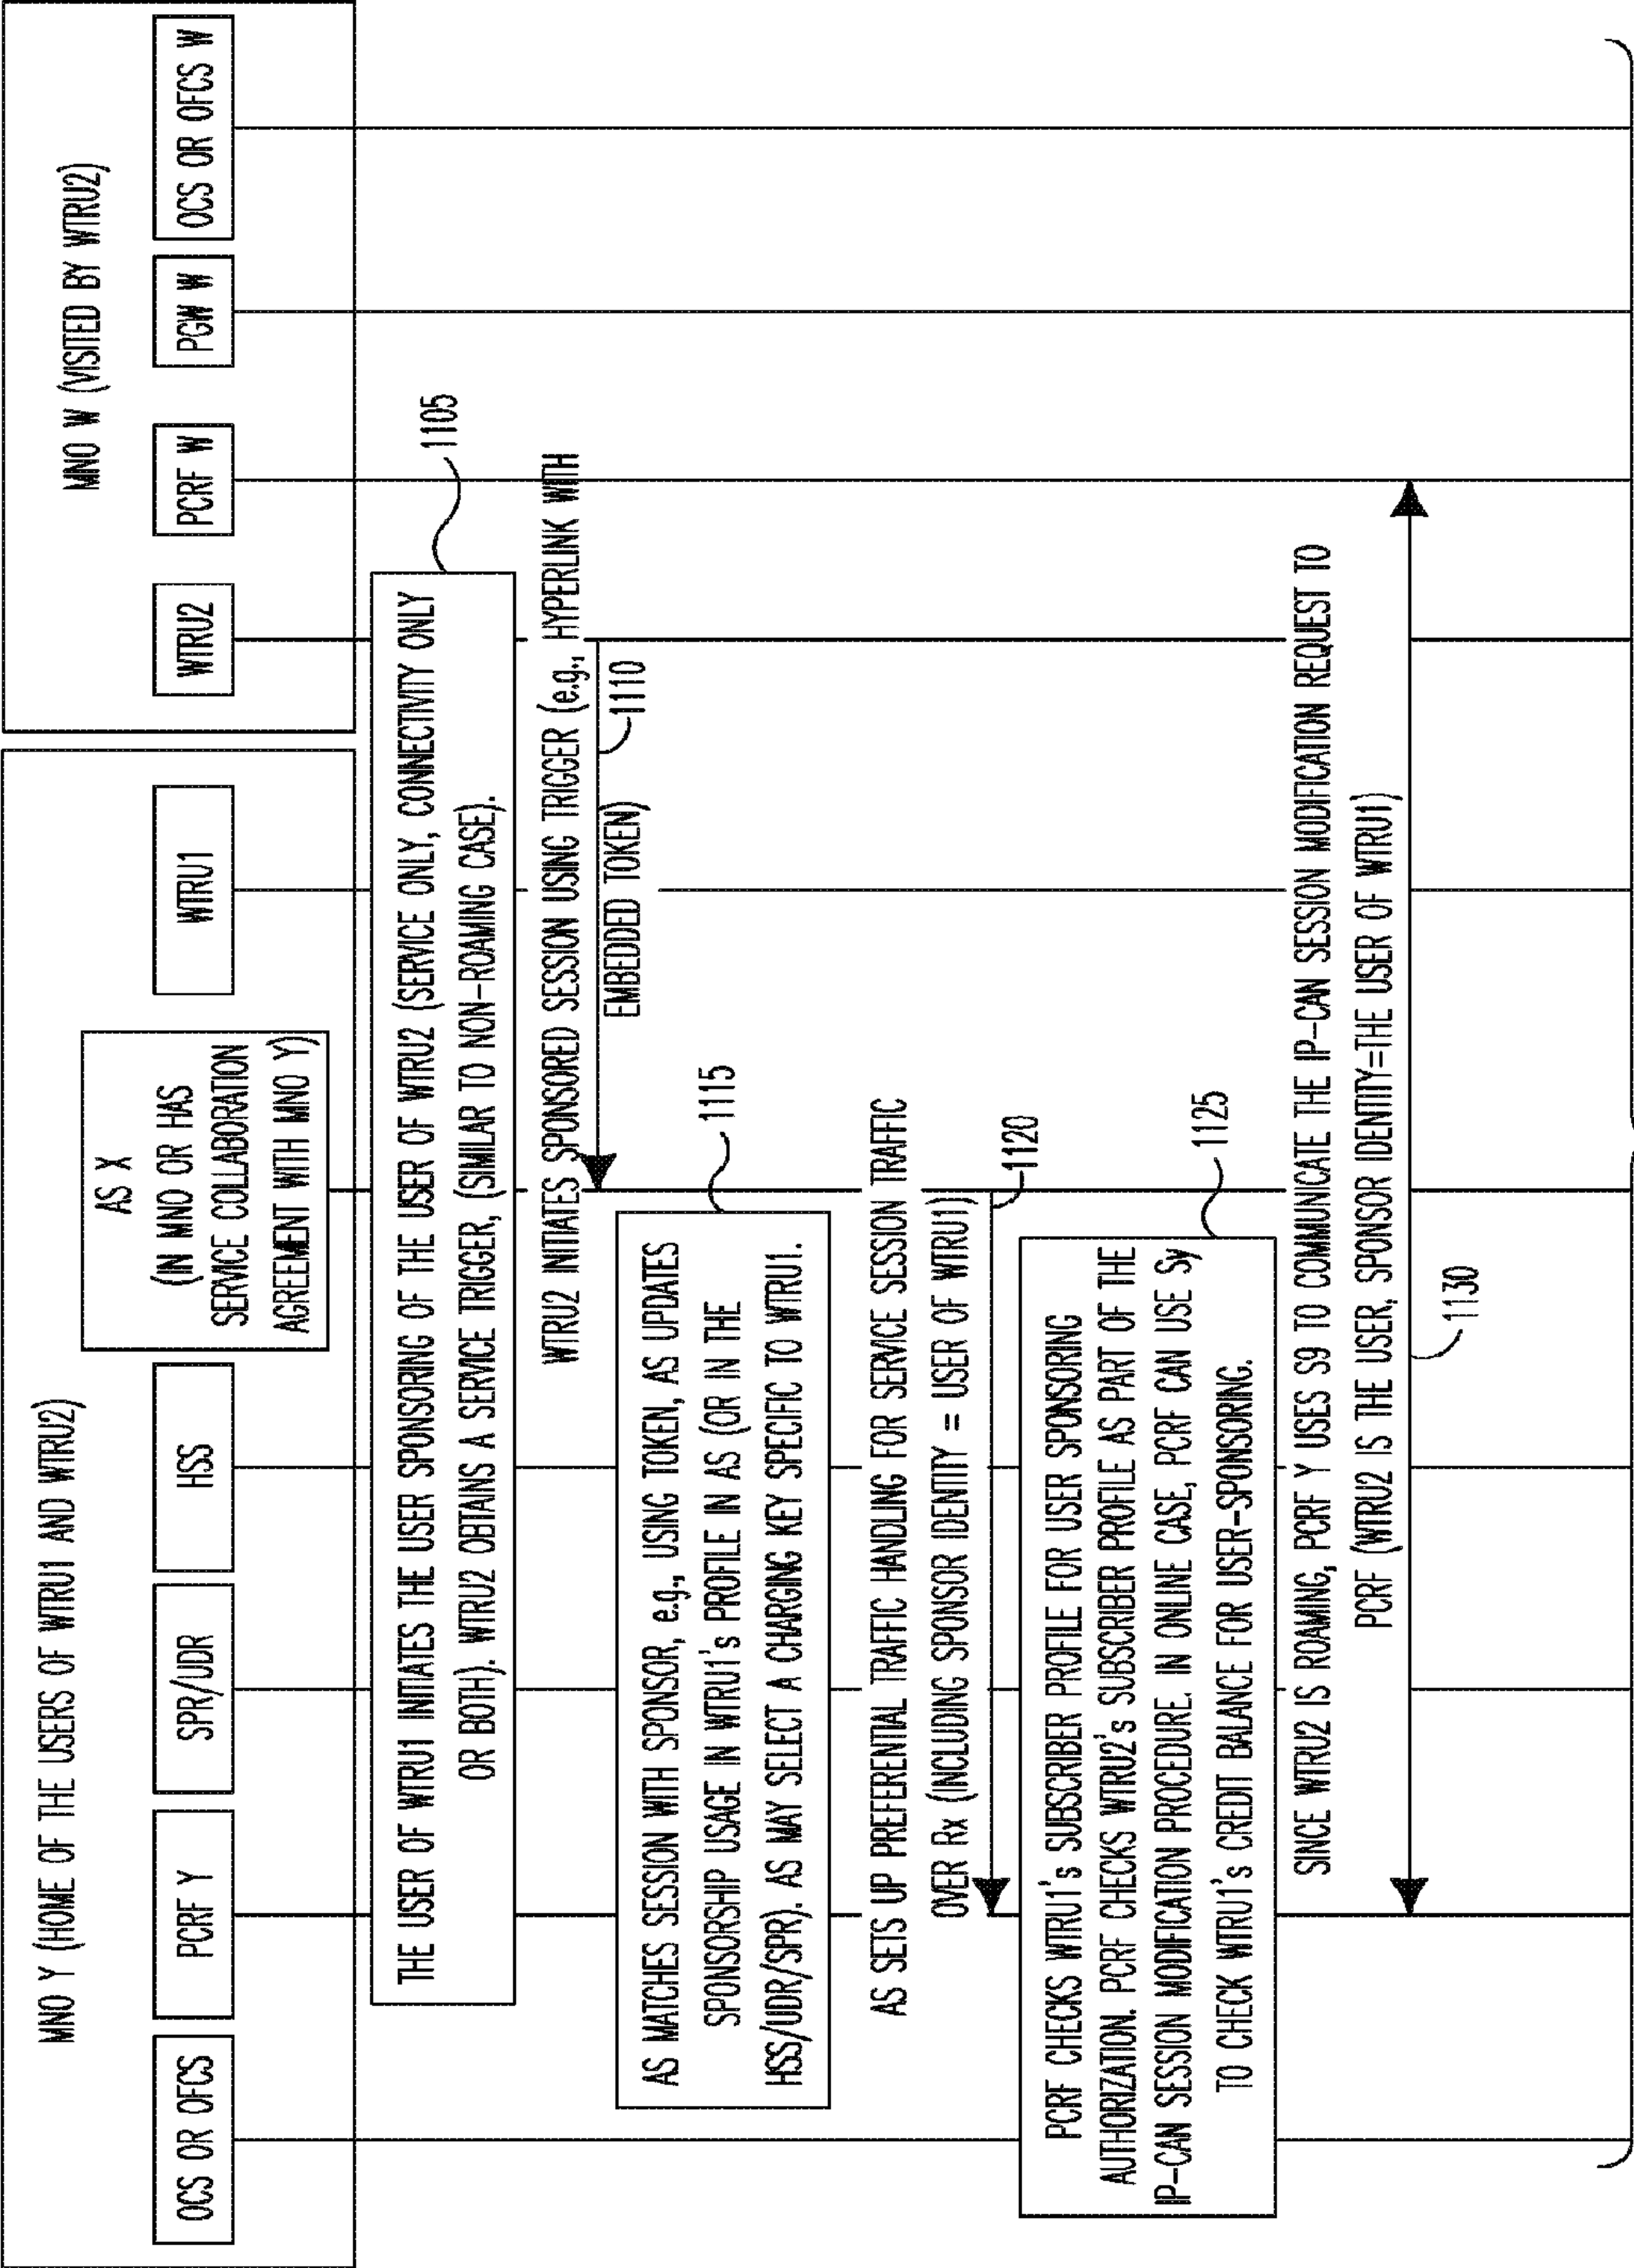 MNO Y (HOME OF THE USERS OF WTRU1 AND WTRU2)
MNO W (VISITED BY WTRU2)
OCS OR OFCS
PCRF Y
SPR/UDR
HSS
AS X
(IN MNO OR HAS
SERVICE COLLABORATION
AGREEMENT WITH MNO Y)
WTRU1
WTRU2
PCRF W
PGW W
OCS OR OFCS W
THE USER OF WTRU1 INITIATES THE USER SPONSORING OF THE USER OF WTRU2 (SERVICE ONLY, CONNECTIVITY ONLY
OR BOTH). WTRU2 OBTAINS A SERVICE TRIGGER, (SIMILAR TO NON-ROAMING CASE).
1105
WTRU2 INITIATES SPONSORED SESSION USING TRIGGER (e.g., HYPERLINK WITH
EMBEDDED TOKEN)
1110
AS MATCHES SESSION WITH SPONSOR, e.g., USING TOKEN, AS UPDATES
SPONSORSHIP USAGE IN WTRU1's PROFILE IN AS (OR IN THE
HSS/UDR/SPR). AS MAY SELECT A CHARGING KEY SPECIFIC TO WTRU1.
1115
AS SETS UP PREFERENTIAL TRAFFIC HANDLING FOR SERVICE SESSION TRAFFIC
OVER Rx (INCLUDING SPONSOR IDENTITY = USER OF WTRU1)
1120
PCRF CHECKS WTRU1's SUBSCRIBER PROFILE FOR USER SPONSORING
AUTHORIZATION. PCRF CHECKS WTRU2's SUBSCRIBER PROFILE AS PART OF THE
IP-CAN SESSION MODIFICATION PROCEDURE. IN ONLINE CASE, PCRF CAN USE Sy
TO CHECK WTRU1's CREDIT BALANCE FOR USER-SPONSORING.
1125
SINCE WTRU2 IS ROAMING, PCRF Y USES S9 TO COMMUNICATE THE IP-CAN SESSION MODIFICATION REQUEST TO
PCRF (WTRU2 IS THE USER, SPONSOR IDENTITY=THE USER OF WTRU1)
1130